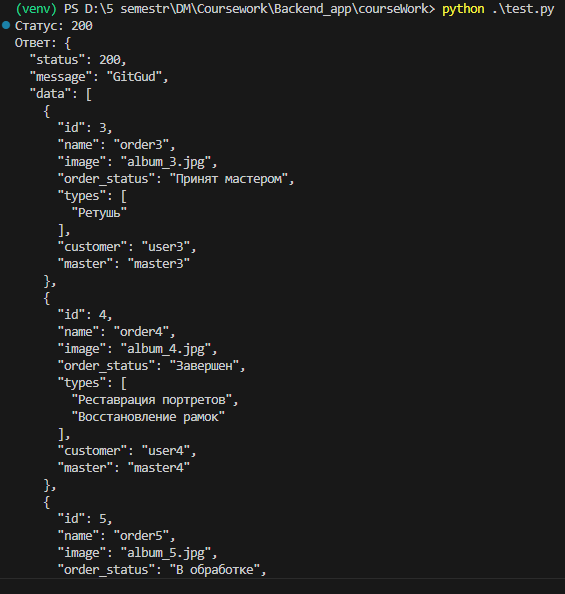 (venv) PS D:\5 semestr\DM\Coursework\Backend_app\courseWork> python .\test.py
Статус: 200
Ответ: {
"status": 200,
"message": "GitGud",
"data": [
{
"id": 3,
"name": "order3",
"image": "album_3.jpg",
"order_status": "Принят мастером",
"types": [
"Ретушь"
],
"customer": "user3",
"master": "master3"
},
{
"id": 4,
"name": "order4",
"image": "album_4.jpg",
"order_status": "Завершен",
"types": [
"Реставрация портретов",
"Восстановление рамок"
],
"customer": "user4",
"master": "master4"
},
{
"id": 5,
"name": "order5",
"image": "album_5.jpg",
"order_status": "В обработке",